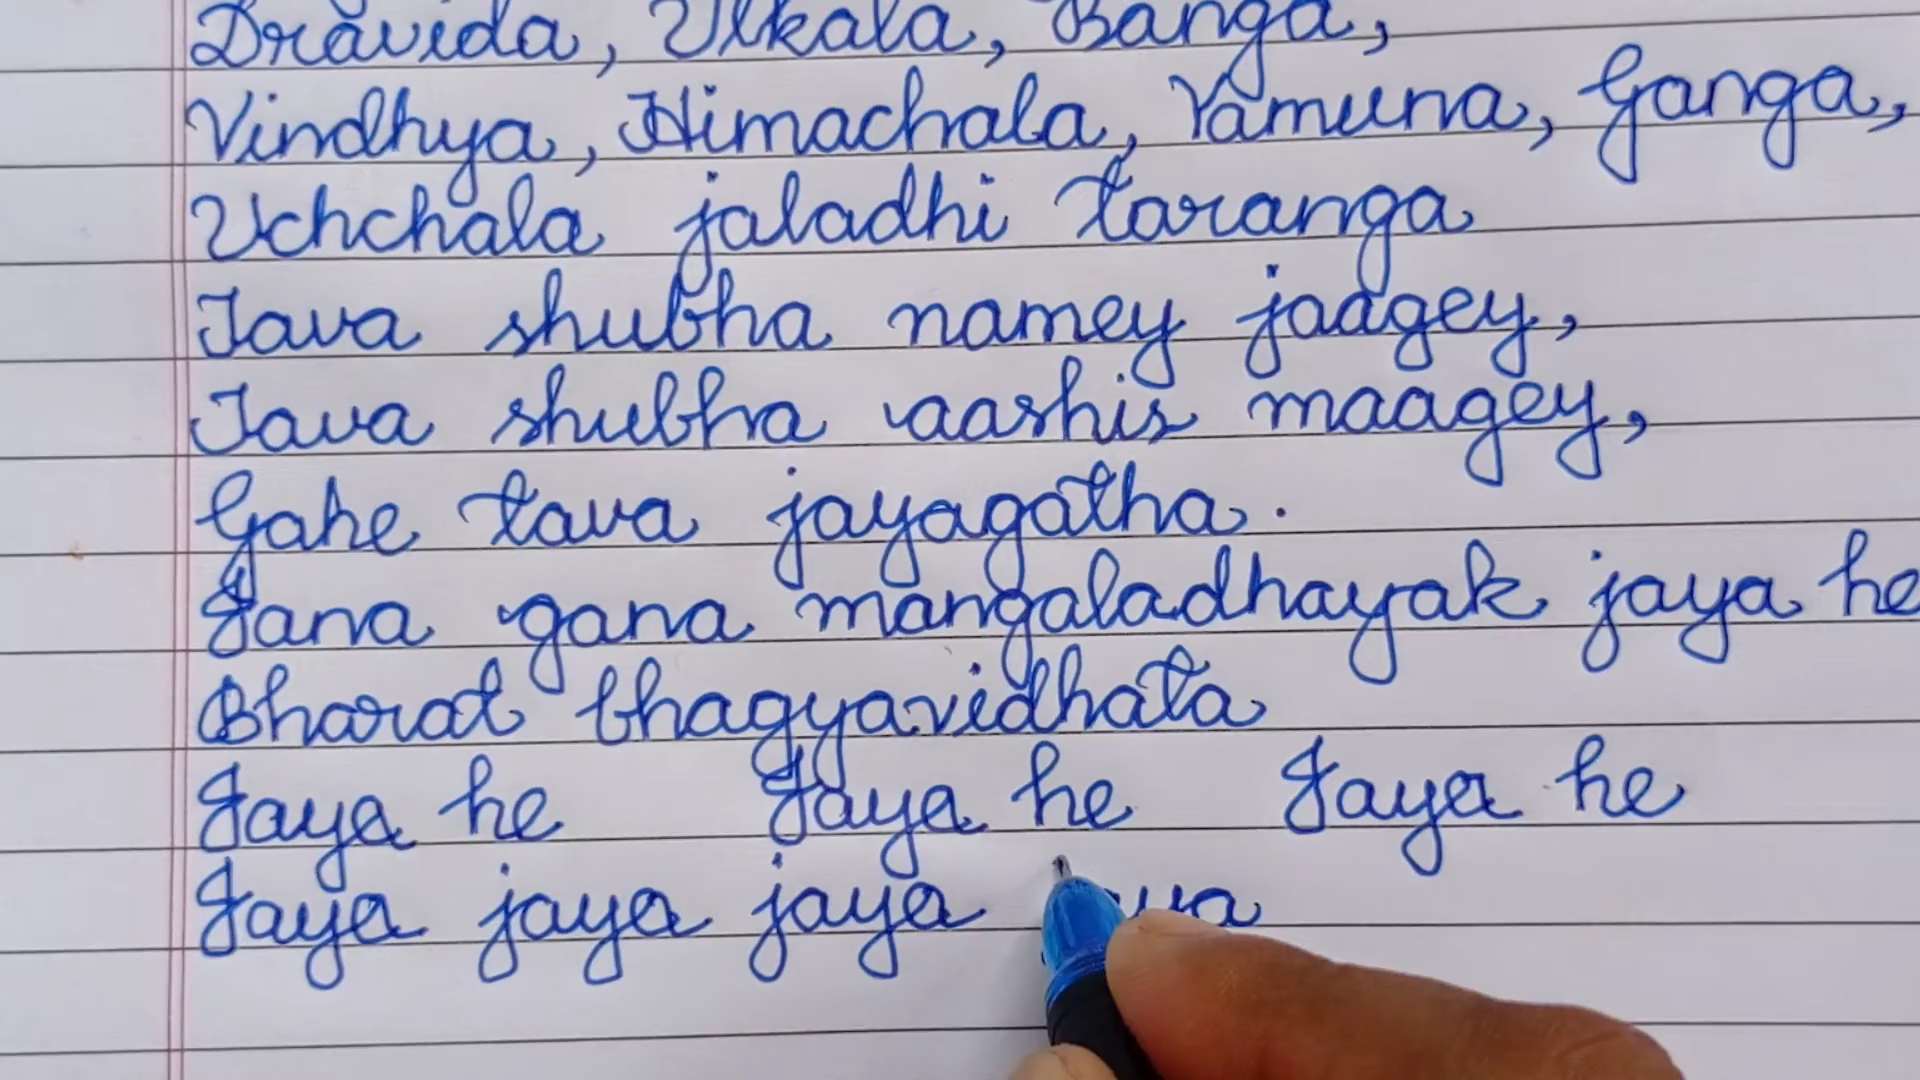 Dravida, Utkala, Banga,
Vindhya, Himachala, Yamuna, Ganga,
Uchchala jaladhi taranga
Tava shubha namey jaagey,
Tava shubha aashis maagey,
Gahe tava jayagatha.
Jana gana mangaladhayak jaya he
Bharat bhagyavidhata
Jaya he Jaya he Jaya he
Jaya jaya jaya